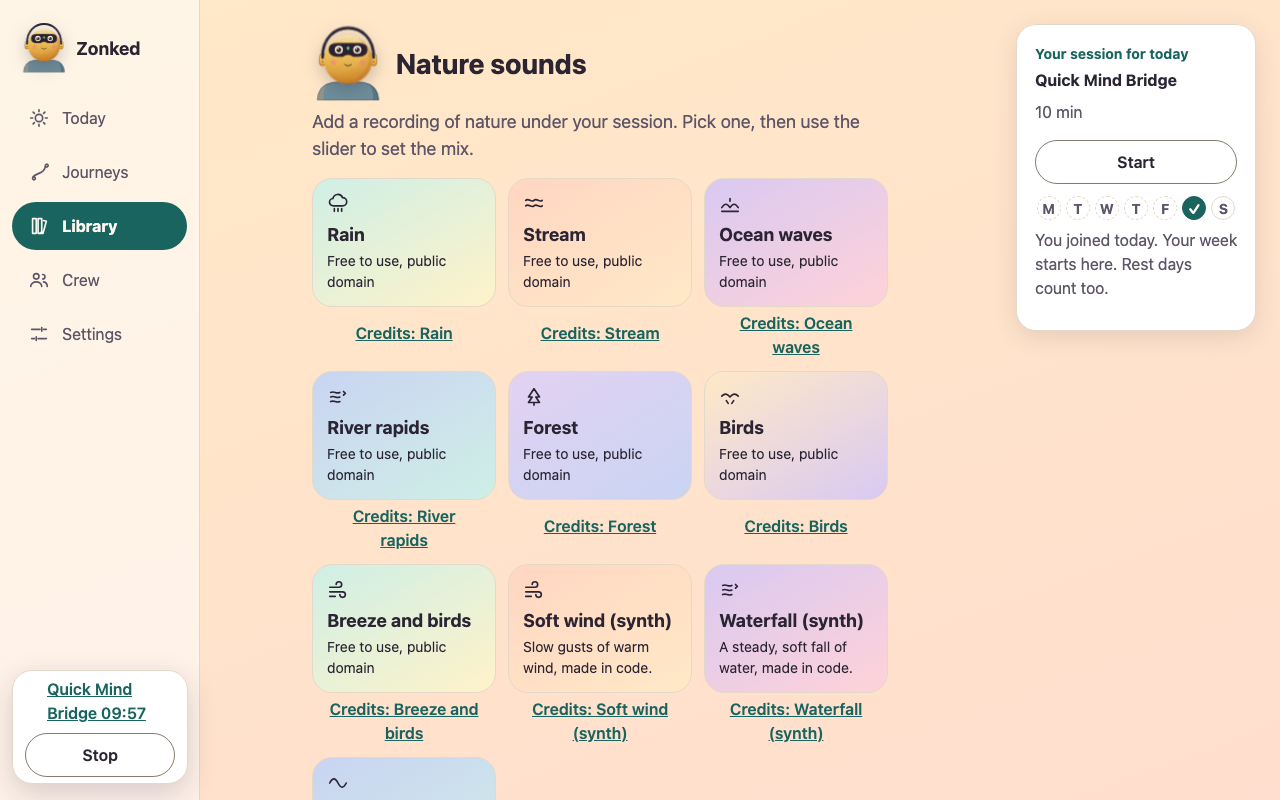 Zonked
Today
Journeys
Library
Crew
Settings
Quick Mind
Bridge 09:57
Stop
Nature sounds
Add a recording of nature under your session. Pick one, then use the
slider to set the mix.
Rain
Free to use, public
domain
Credits: Rain
Stream
Free to use, public
domain
Credits: Stream
Ocean waves
Free to use, public
domain
Credits: Ocean
waves
River rapids
Free to use, public
domain
Credits: River
rapids
Forest
Free to use, public
domain
Credits: Forest
Birds
Free to use, public
domain
Credits: Birds
Breeze and birds
Free to use, public
domain
Credits: Breeze and
birds
Soft wind (synth)
Slow gusts of warm
wind, made in code.
Credits: Soft wind
(synth)
Waterfall (synth)
A steady, soft fall of
water, made in code.
Credits: Waterfall
(synth)
Your session for today
Quick Mind Bridge
10 min
Start
M T W T F S
You joined today. Your week
starts here. Rest days
count too.